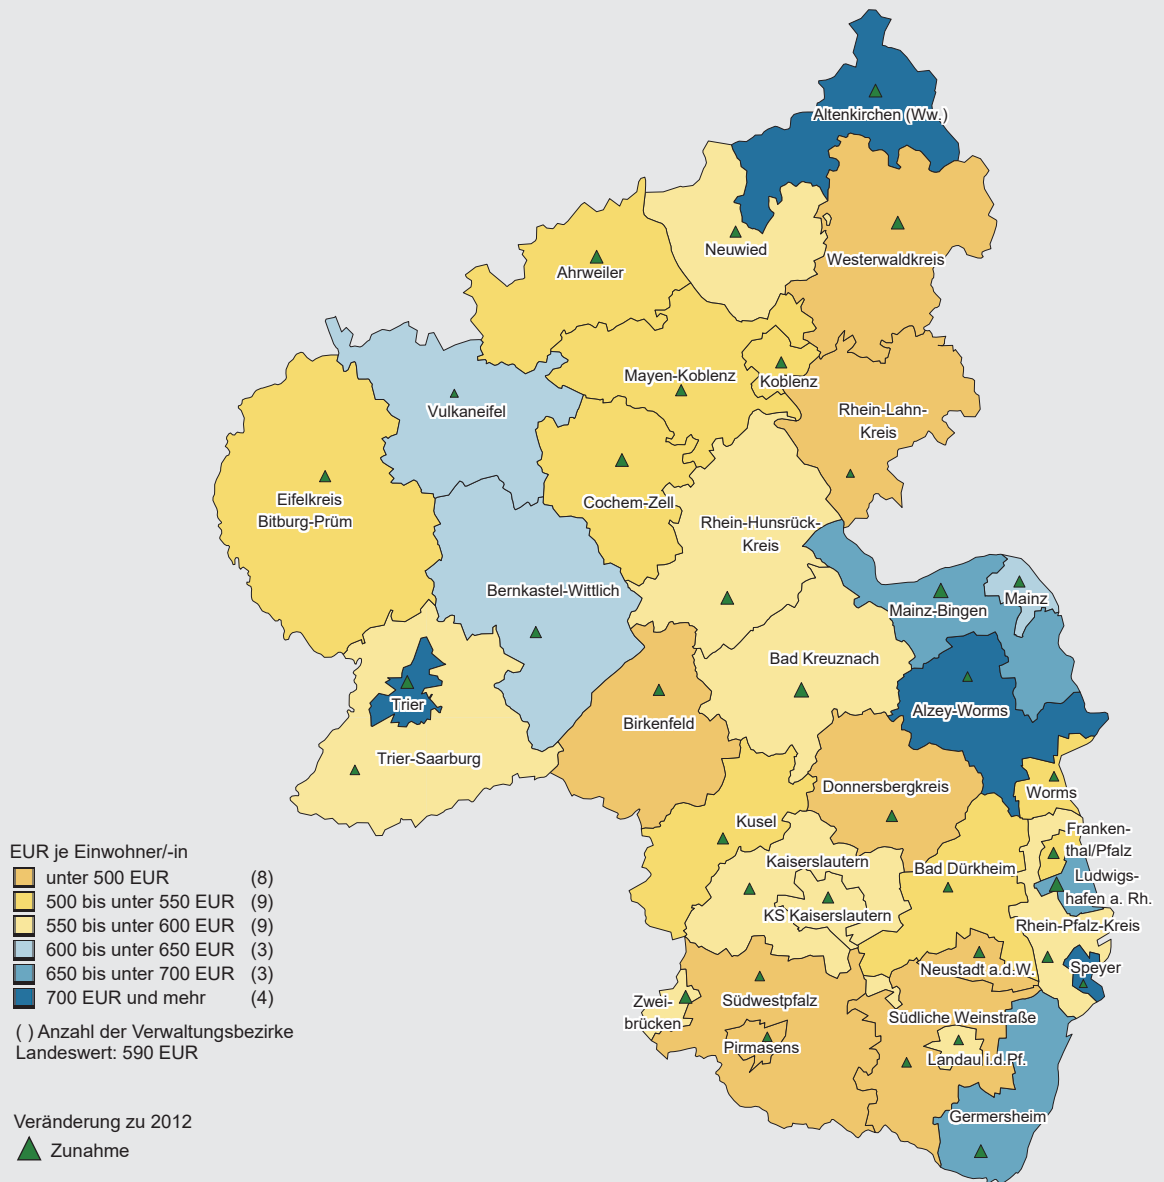 Altenkirchen (Ww.)
Neuwied
Westerwaldkreis
Ahrweiler
Mayen-Koblenz
Koblenz
Vulkaneifel
Rhein-Lahn-
Kreis
Eifelkreis
Bitburg-Prüm
Cochem-Zell
Rhein-Hunsrück-
Kreis
Bernkastel-Wittlich
Mainz
Mainz-Bingen
Bad Kreuznach
Trier
Birkenfeld
Alzey-Worms
Trier-Saarburg
Donnersbergkreis
Worms
Kusel
Franken-
thal/Pfalz
Kaiserslautern
Bad Dürkheim
Ludwigs-
hafen a. Rh.
KS Kaiserslautern
Rhein-Pfalz-Kreis
Neustadt a.d.W.
Speyer
Zwei-
brücken
Südwestpfalz
Südliche Weinstraße
Pirmasens
Landau i.d.Pf.
Germersheim
EUR je Einwohner/-in
unter 500 EUR (8)
500 bis unter 550 EUR (9)
550 bis unter 600 EUR (9)
600 bis unter 650 EUR (3)
650 bis unter 700 EUR (3)
700 EUR und mehr (4)
( ) Anzahl der Verwaltungsbezirke
Landeswert: 590 EUR
Veränderung zu 2012
Zunahme